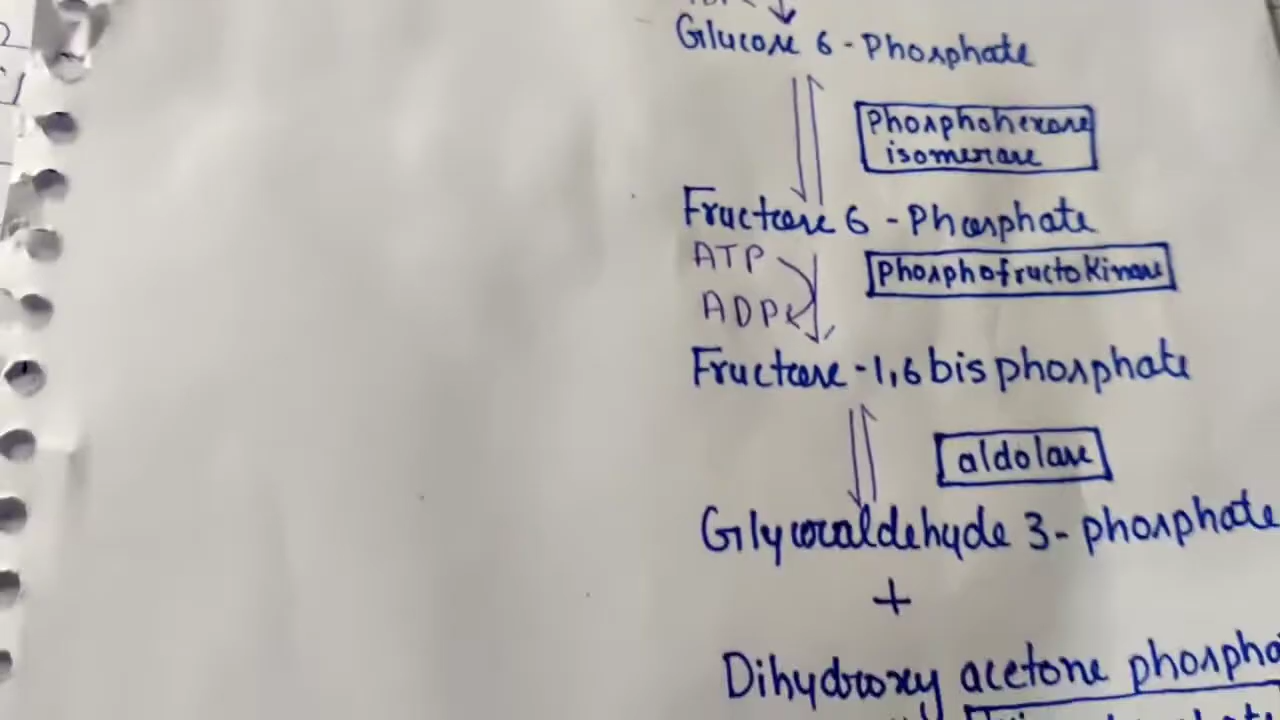 Glucose 6 - Phosphate
Phosphohexose
isomerase
Fructose 6 - Phosphate
ATP
Phosphofructokinase
ADP
Fructose - 1,6 bis phosphate
aldolase
Glyceraldehyde 3 - phosphate
+
Dihydroxy acetone phospha